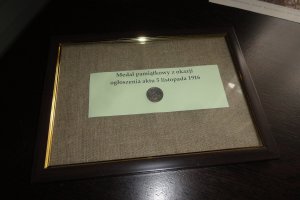 Medal pamiątkowy z okazji
ogłoszenia aktu 5 listopada 1916